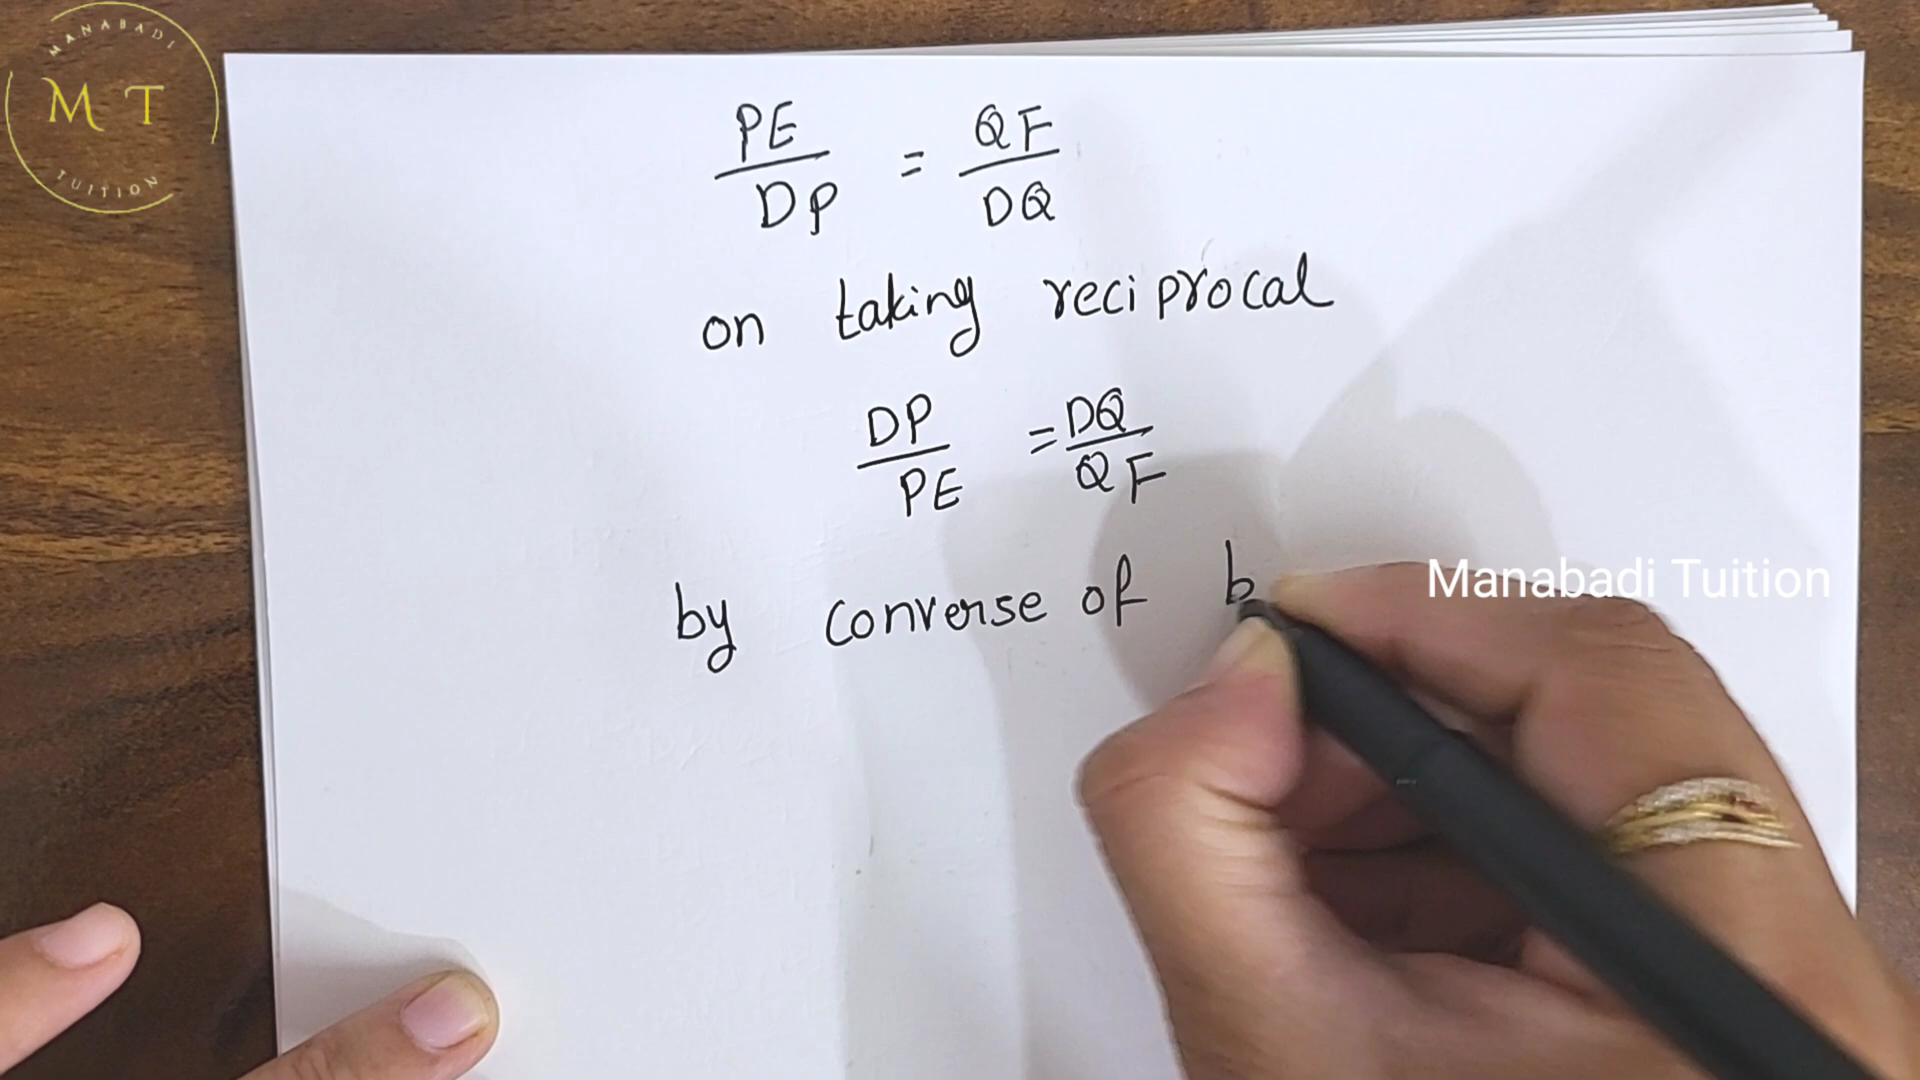 MANABADI
M T
TUITION
PE / DP = QF / DQ
on taking reciprocal
DP / PE = DQ / QF
by converse of b
Manabadi Tuition